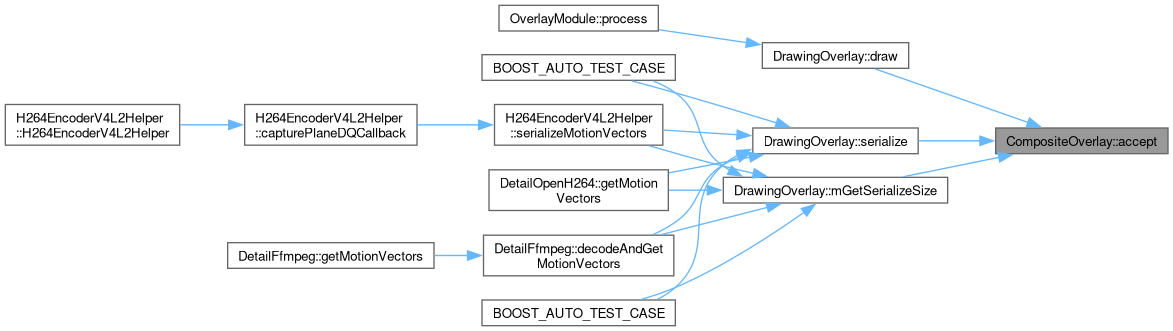 OverlayModule::process
DrawingOverlay::draw
BOOST_AUTO_TEST_CASE
H264EncoderV4L2Helper
::H264EncoderV4L2Helper
H264EncoderV4L2Helper
::capturePlaneDQCallback
H264EncoderV4L2Helper
::serializeMotionVectors
DrawingOverlay::serialize
CompositeOverlay::accept
DetailOpenH264::getMotion
Vectors
DrawingOverlay::mGetSerializeSize
DetailFfmpeg::getMotionVectors
DetailFfmpeg::decodeAndGet
MotionVectors
BOOST_AUTO_TEST_CASE